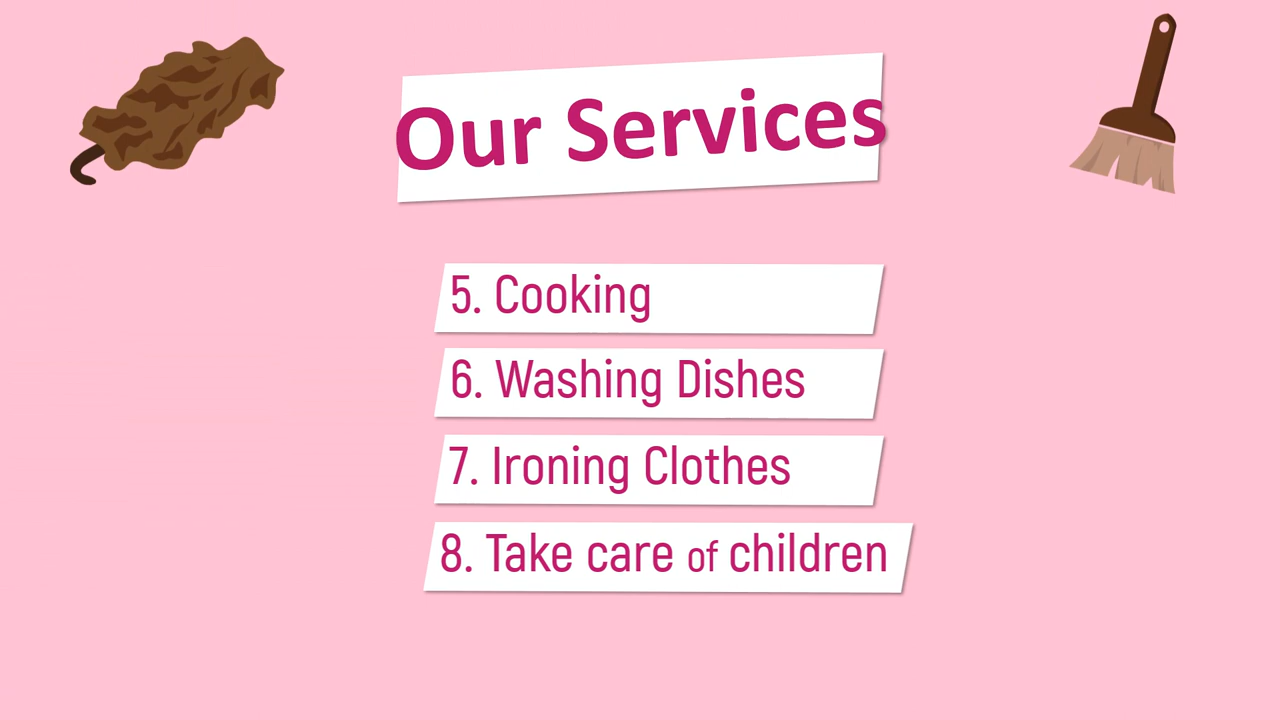 Our Services
5. Cooking
6. Washing Dishes
7. Ironing Clothes
8. Take care of children